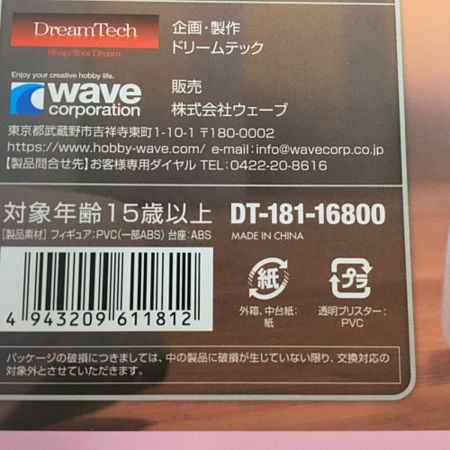 DreamTech
Shape Your Dream
企画・製作
ドリームテック
Enjoy your creative hobby life.
wave
corporation
販売
株式会社ウェーブ
東京都武蔵野市吉祥寺東町1-10-1 〒180-0002
https://www.hobby-wave.com/ e-mail:info@wavecorp.co.jp
【製品問合せ先】お客様専用ダイヤル TEL: 0422-20-8616
対象年齢15歳以上 DT-181-16800
[製品素材] フィギュア:PVC(一部ABS) 台座:ABS
MADE IN CHINA
紙
プラ
外箱、中台紙:
紙
透明ブリスター:
PVC
4 943209 611812
パッケージの破損につきましては、中の製品に破損が生じていない限り、交換対応の
対象外とさせていただきます。